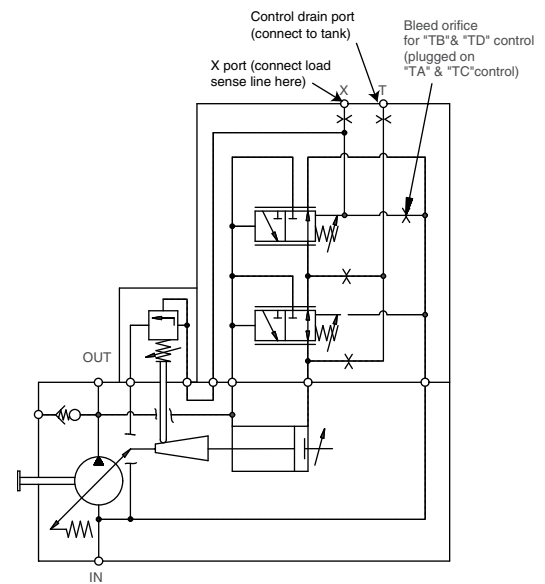 Control drain port
(connect to tank)
Bleed orifice
for "TB"& "TD" control
(plugged on
"TA" & "TC"control)
X port (connect load
sense line here)
X
T
OUT
IN